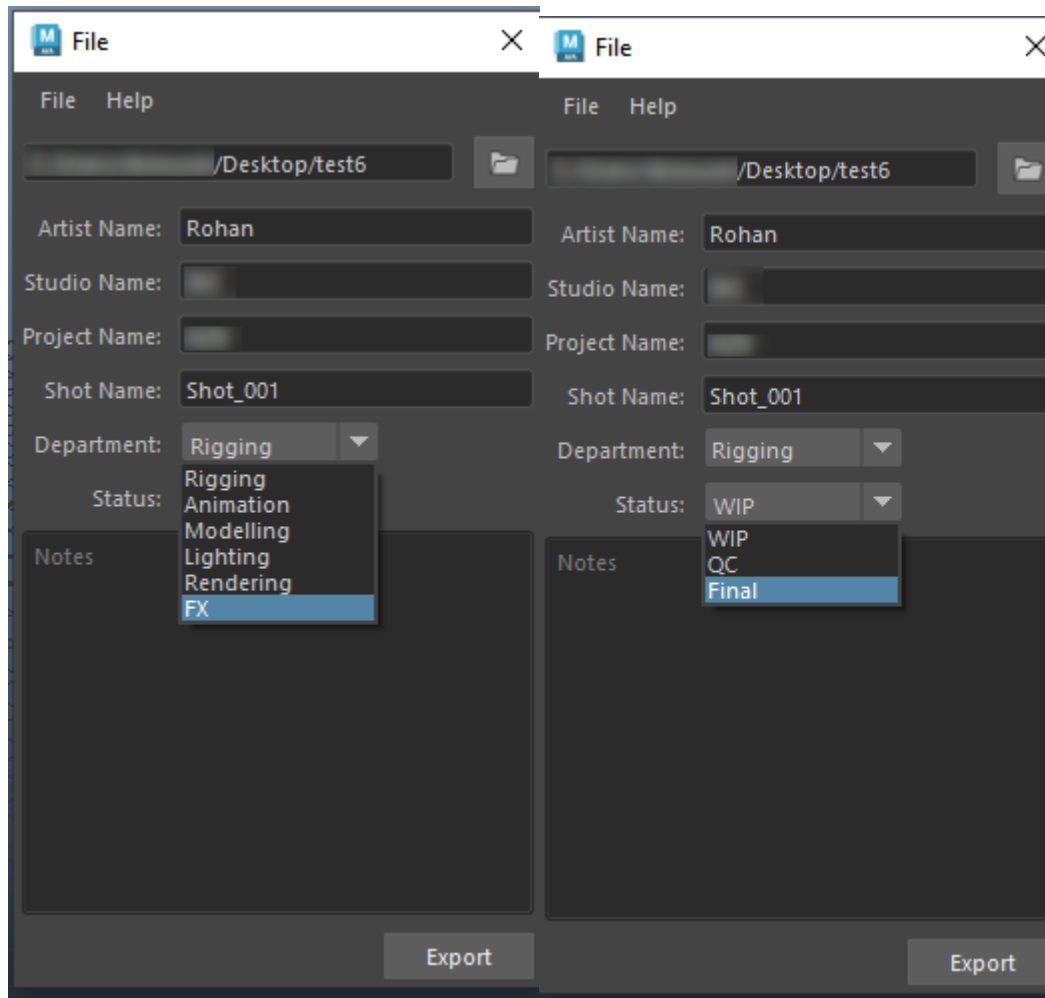 File
File Help
/Desktop/test6
Artist Name: Rohan
Studio Name:
Project Name:
Shot Name: Shot_001
Department: Rigging
Rigging
Animation
Modelling
Lighting
Rendering
FX
Status:
Notes
Export
File
File Help
/Desktop/test6
Artist Name: Rohan
Studio Name:
Project Name:
Shot Name: Shot_001
Department: Rigging
Status: WIP
WIP
QC
Final
Notes
Export